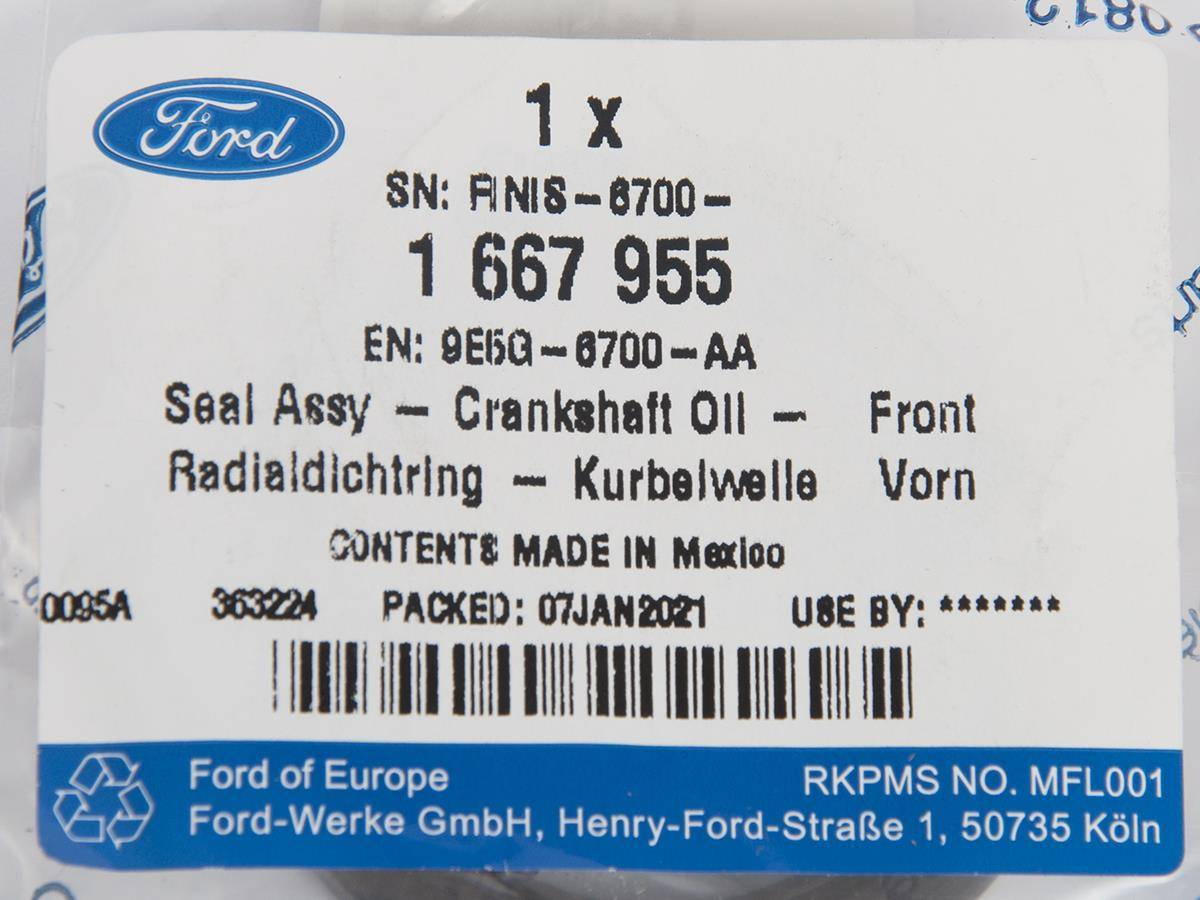 Ford
1 x
SN: FINIS-6700-
1 667 955
EN: 9E5G-6700-AA
Seal Assy - Crankshaft Oil - Front
Radialdichtring - Kurbelwelle Vorn
CONTENTS MADE IN Mexico
0095A 363224 PACKED: 07JAN2021 USE BY: *******
Ford of Europe RKPMS NO. MFL001
Ford-Werke GmbH, Henry-Ford-Straße 1, 50735 Köln